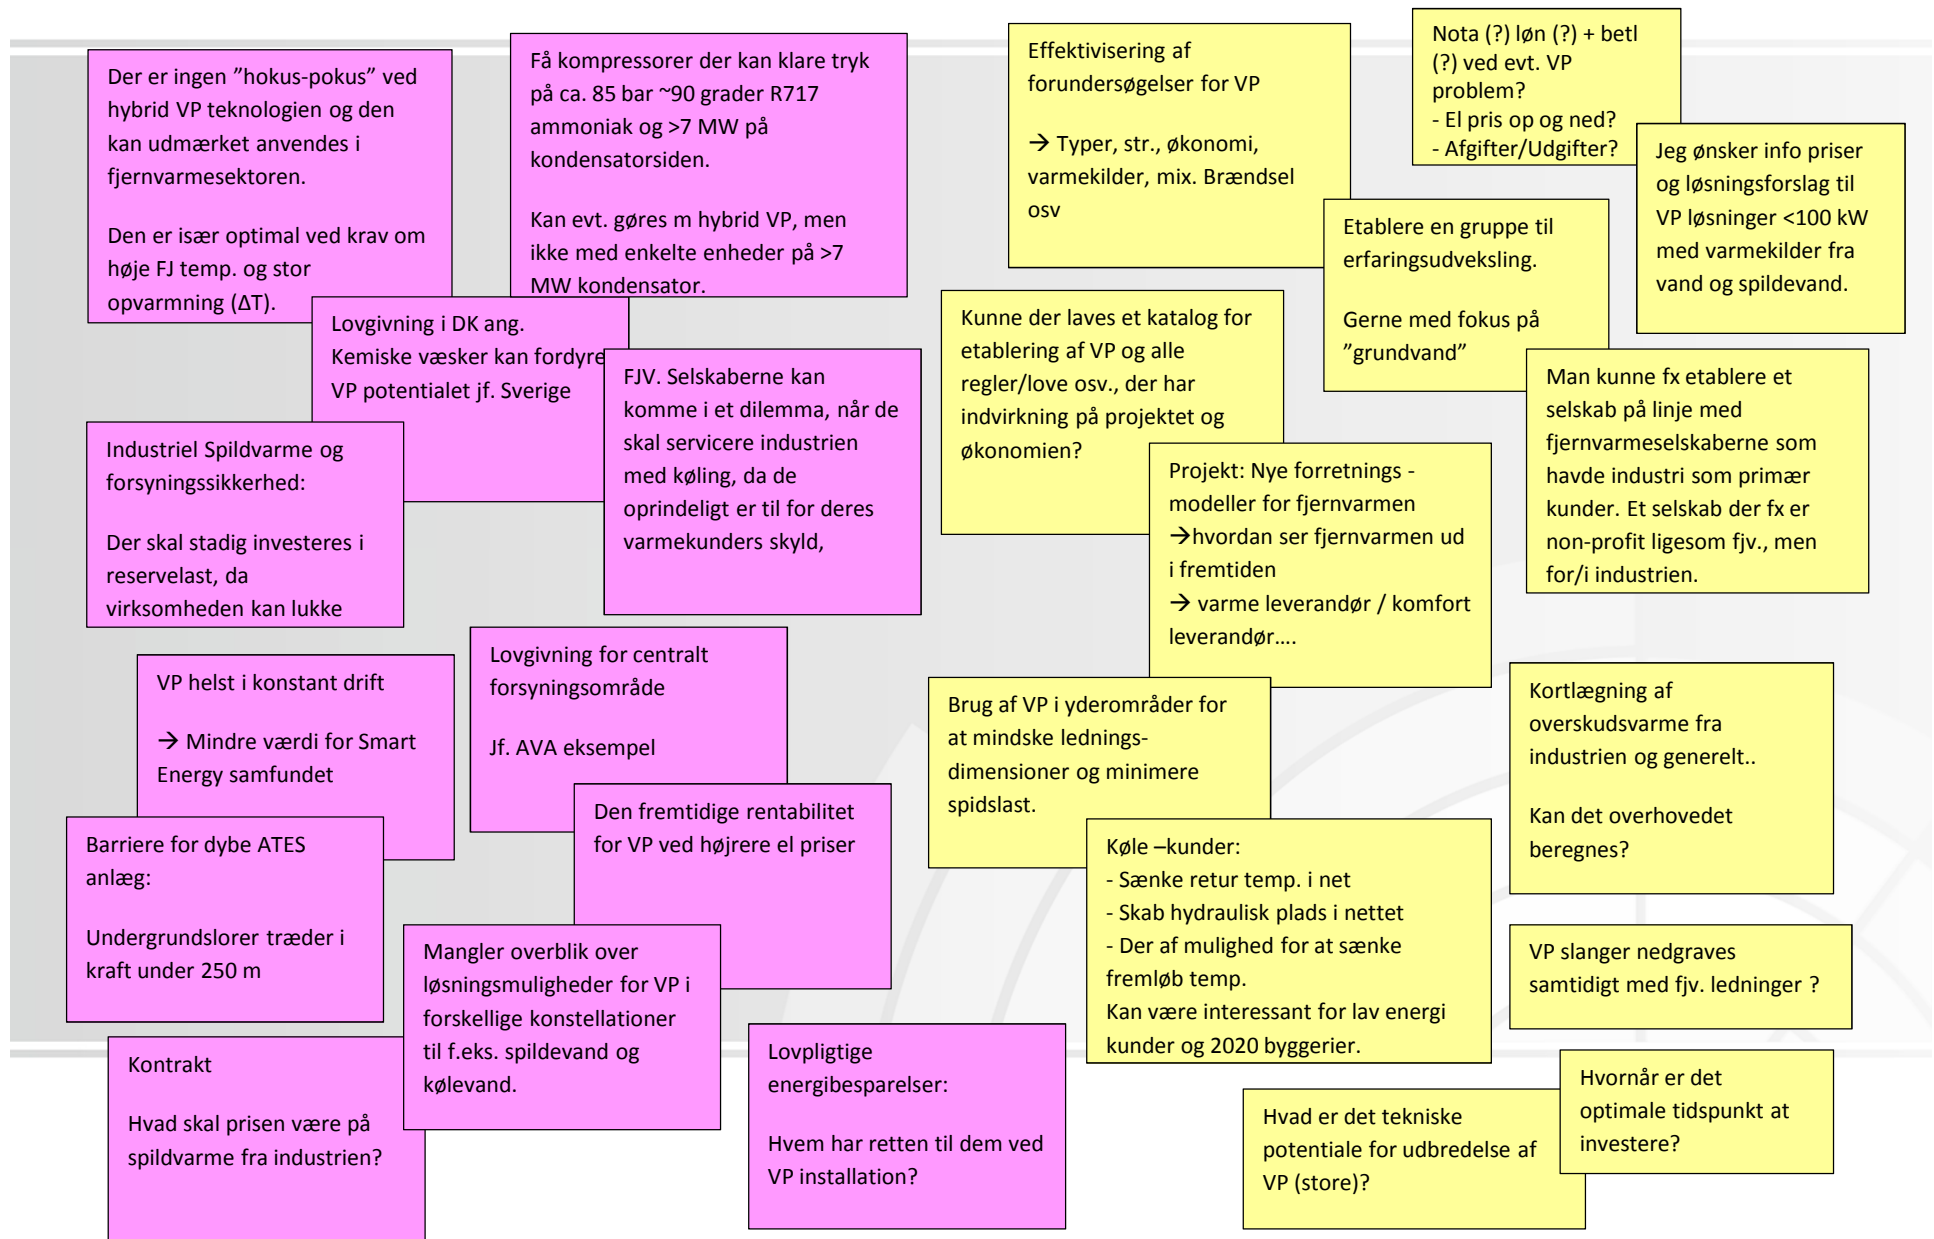 Der er ingen ”hokus-pokus” ved
hybrid VP teknologien og den
kan udmærket anvendes i
fjernvarmesektoren.
Den er især optimal ved krav om
høje FJ temp. og stor
opvarmning (ΔT).
Få kompressorer der kan klare tryk
på ca. 85 bar ~90 grader R717
ammoniak og >7 MW på
kondensatorsiden.
Kan evt. gøres m hybrid VP, men
ikke med enkelte enheder på >7
MW kondensator.
Lovgivning i DK ang.
Kemiske væsker kan fordyre
VP potentialet jf. Sverige
FJV. Selskaberne kan
komme i et dilemma, når de
skal servicere industrien
med køling, da de
oprindeligt er til for deres
varmekunders skyld,
Industriel Spildvarme og
forsyningssikkerhed:
Der skal stadig investeres i
reservelast, da
virksomheden kan lukke
VP helst i konstant drift
→ Mindre værdi for Smart
Energy samfundet
Lovgivning for centralt
forsyningsområde
Jf. AVA eksempel
Den fremtidige rentabilitet
for VP ved højrere el priser
Barriere for dybe ATES
anlæg:
Undergrundslorer træder i
kraft under 250 m
Mangler overblik over
løsningsmuligheder for VP i
forskellige konstellationer
til f.eks. spildevand og
kølevand.
Kontrakt
Hvad skal prisen være på
spildvarme fra industrien?
Lovpligtige
energibesparelser:
Hvem har retten til dem ved
VP installation?
Effektivisering af
forundersøgelser for VP
→ Typer, str., økonomi,
varmekilder, mix. Brændsel
osv
Nota (?) løn (?) + betl
(?) ved evt. VP
problem?
- El pris op og ned?
- Afgifter/Udgifter?
Jeg ønsker info priser
og løsningsforslag til
VP løsninger <100 kW
med varmekilder fra
vand og spildevand.
Etablere en gruppe til
erfaringsudveksling.
Gerne med fokus på
”grundvand”
Kunne der laves et katalog for
etablering af VP og alle
regler/love osv., der har
indvirkning på projektet og
økonomien?
Man kunne fx etablere et
selskab på linje med
fjernvarmeselskaberne som
havde industri som primær
kunder. Et selskab der fx er
non-profit ligesom fjv., men
for/i industrien.
Projekt: Nye forretnings -
modeller for fjernvarmen
→hvordan ser fjernvarmen ud
i fremtiden
→ varme leverandør / komfort
leverandør....
Brug af VP i yderområder for
at mindske lednings-
dimensioner og minimere
spidslast.
Kortlægning af
overskudsvarme fra
industrien og generelt..
Kan det overhovedet
beregnes?
Køle –kunder:
- Sænke retur temp. i net
- Skab hydraulisk plads i nettet
- Der af mulighed for at sænke
fremløb temp.
Kan være interessant for lav energi
kunder og 2020 byggerier.
VP slanger nedgraves
samtidigt med fjv. ledninger ?
Hvad er det tekniske
potentiale for udbredelse af
VP (store)?
Hvornår er det
optimale tidspunkt at
investere?